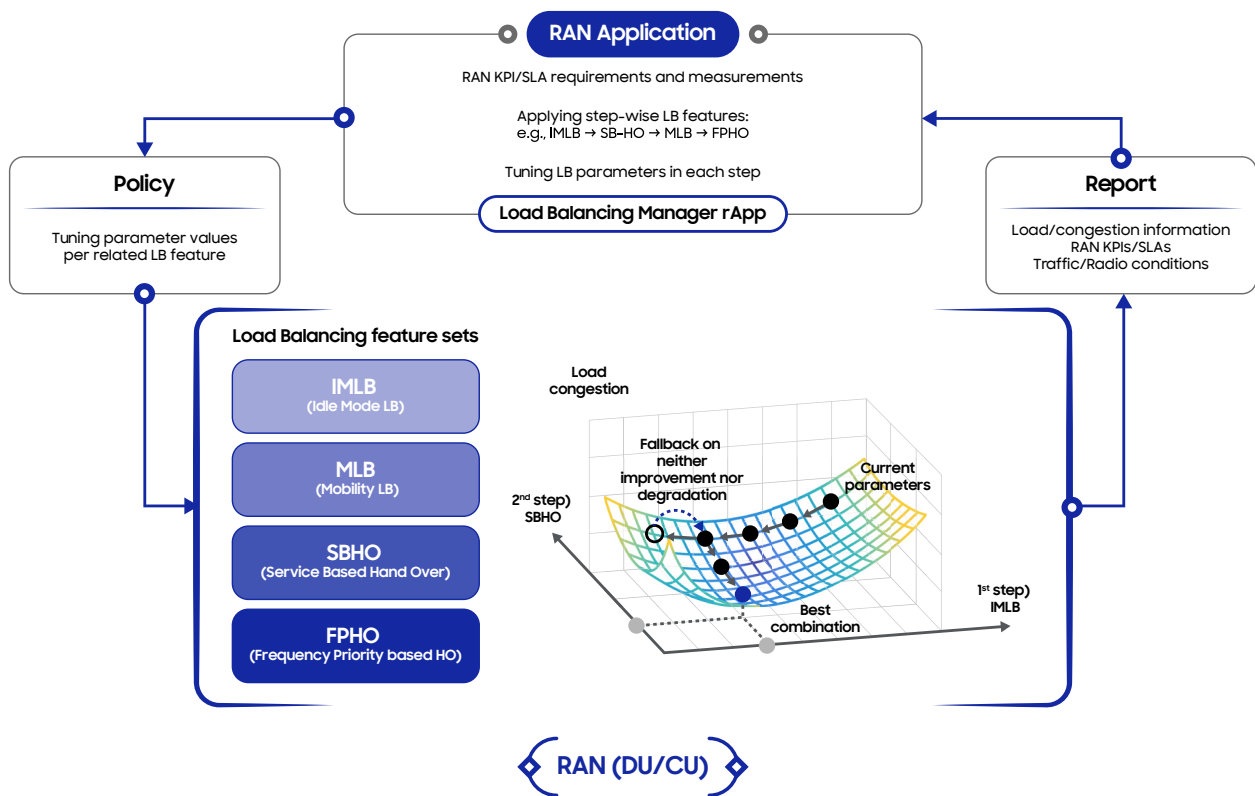 RAN Application
RAN KPI/SLA requirements and measurements
Applying step-wise LB features:
e.g., IMLB → SB-HO → MLB → FPHO
Tuning LB parameters in each step
Load Balancing Manager rApp
Policy
Tuning parameter values
per related LB feature
Report
Load/congestion information
RAN KPIs/SLAs
Traffic/Radio conditions
Load Balancing feature sets
IMLB
(Idle Mode LB)
MLB
(Mobility LB)
SBHO
(Service Based Hand Over)
FPHO
(Frequency Priority based HO)
Load
congestion
Fallback on
neither
improvement nor
degradation
Current
parameters
2nd step)
SBHO
1st step)
IMLB
Best
combination
RAN (DU/CU)